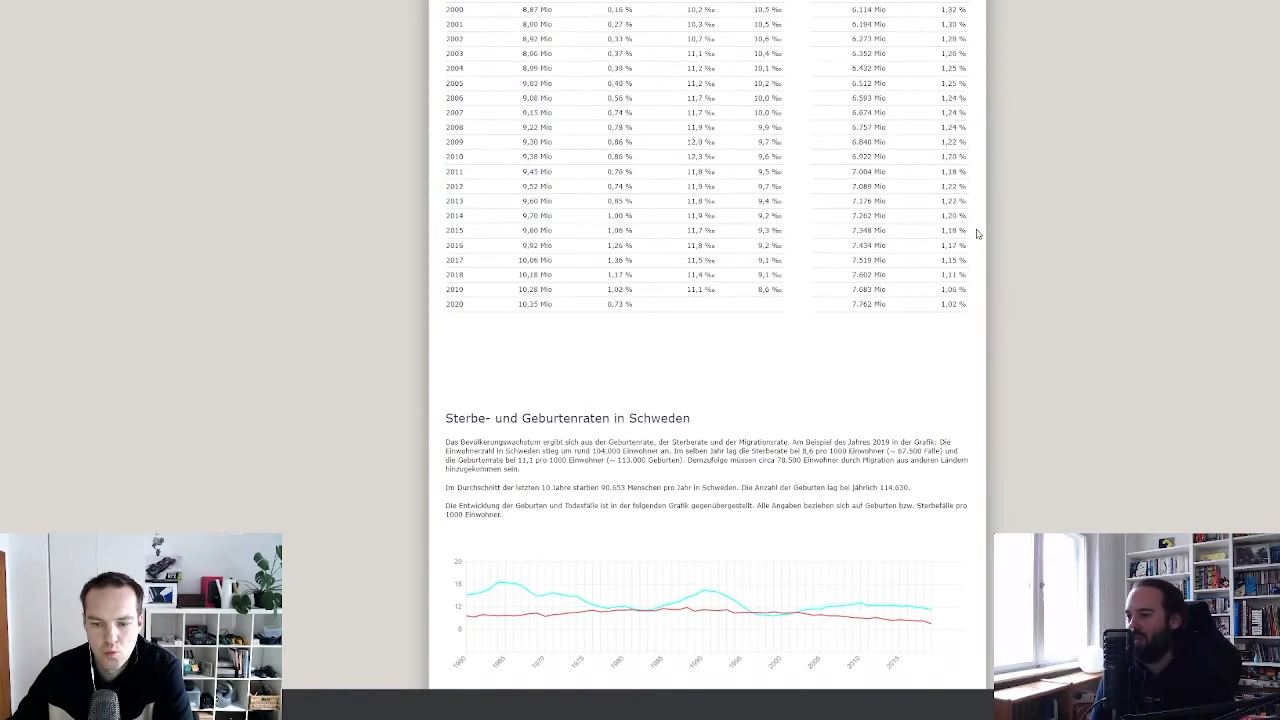 2000 8,87 Mio 0,16 % 10,2 ‰ 10,5 ‰ 6.114 Mio 1,32 %
2001 8,90 Mio 0,27 % 10,3 ‰ 10,5 ‰ 6.194 Mio 1,30 %
2002 8,92 Mio 0,33 % 10,7 ‰ 10,6 ‰ 6.273 Mio 1,28 %
2003 8,96 Mio 0,37 % 11,1 ‰ 10,4 ‰ 6.352 Mio 1,26 %
2004 8,99 Mio 0,39 % 11,2 ‰ 10,1 ‰ 6.432 Mio 1,25 %
2005 9,03 Mio 0,40 % 11,2 ‰ 10,2 ‰ 6.512 Mio 1,25 %
2006 9,08 Mio 0,56 % 11,7 ‰ 10,0 ‰ 6.593 Mio 1,24 %
2007 9,15 Mio 0,74 % 11,7 ‰ 10,0 ‰ 6.674 Mio 1,24 %
2008 9,22 Mio 0,78 % 11,9 ‰ 9,9 ‰ 6.757 Mio 1,24 %
2009 9,30 Mio 0,86 % 12,0 ‰ 9,7 ‰ 6.840 Mio 1,22 %
2010 9,38 Mio 0,86 % 12,3 ‰ 9,6 ‰ 6.922 Mio 1,20 %
2011 9,45 Mio 0,76 % 11,8 ‰ 9,5 ‰ 7.004 Mio 1,18 %
2012 9,52 Mio 0,74 % 11,9 ‰ 9,7 ‰ 7.089 Mio 1,22 %
2013 9,60 Mio 0,85 % 11,8 ‰ 9,4 ‰ 7.176 Mio 1,22 %
2014 9,70 Mio 1,00 % 11,9 ‰ 9,2 ‰ 7.262 Mio 1,20 %
2015 9,80 Mio 1,06 % 11,7 ‰ 9,3 ‰ 7.348 Mio 1,18 %
2016 9,92 Mio 1,26 % 11,8 ‰ 9,2 ‰ 7.434 Mio 1,17 %
2017 10,06 Mio 1,36 % 11,5 ‰ 9,1 ‰ 7.519 Mio 1,15 %
2018 10,18 Mio 1,17 % 11,4 ‰ 9,1 ‰ 7.602 Mio 1,11 %
2019 10,28 Mio 1,02 % 11,1 ‰ 8,6 ‰ 7.683 Mio 1,06 %
2020 10,35 Mio 0,73 % 7.762 Mio 1,02 %
Sterbe- und Geburtenraten in Schweden
Das Bevölkerungswachstum ergibt sich aus der Geburtenrate, der Sterberate und der Migrationsrate. Am Beispiel des Jahres 2019 in der Grafik: Die
Einwohnerzahl in Schweden stieg um rund 104.000 Einwohner an. Im selben Jahr lag die Sterberate bei 8,6 pro 1000 Einwohner (~ 87.500 Fälle) und
die Geburtenrate bei 11,1 pro 1000 Einwohner (~ 113.000 Geburten). Demzufolge müssen circa 78.500 Einwohner durch Migration aus anderen Ländern
hinzugekommen sein.
Im Durchschnitt der letzten 10 Jahre starben 90.653 Menschen pro Jahr in Schweden. Die Anzahl der Geburten lag bei jährlich 114.630.
Die Entwicklung der Geburten und Todesfälle ist in der folgenden Grafik gegenübergestellt. Alle Angaben beziehen sich auf Geburten bzw. Sterbefälle pro
1000 Einwohner.
20
16
12
8
1960 1965 1970 1975 1980 1985 1990 1995 2000 2005 2010 2015